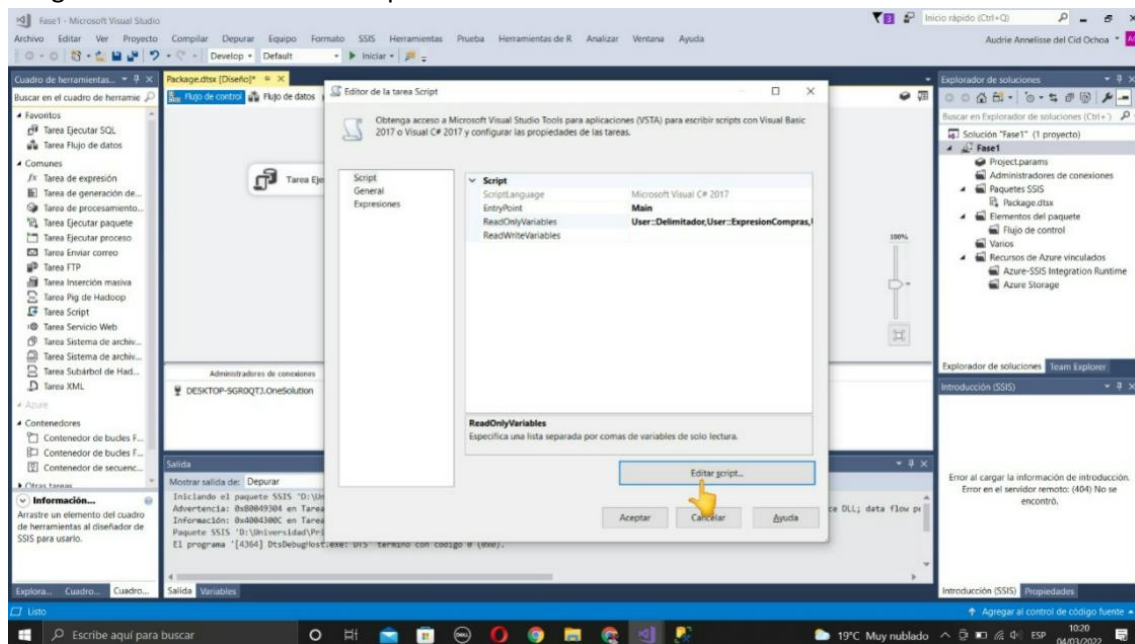 Fase1 - Microsoft Visual Studio
Inicio rápido (Ctrl+Q)
Archivo Editar Ver Proyecto Compilar Depurar Equipo Formato SSIS Herramientas Prueba Herramientas de R Analizar Ventana Ayuda
Audrie Annelisse del Cid Ochoa
Develop Default Iniciar
Cuadro de herramientas...
Buscar en el cuadro de herramie
Favoritos
Tarea Ejecutar SQL
Tarea Flujo de datos
Comunes
Tarea de expresión
Tarea de generación de...
Tarea de procesamiento...
Tarea Ejecutar paquete
Tarea Ejecutar proceso
Tarea Enviar correo
Tarea FTP
Tarea Inserción masiva
Tarea Pig de Hadoop
Tarea Script
Tarea Servicio Web
Tarea Sistema de archiv...
Tarea Sistema de archiv...
Tarea Subárbol de Had...
Tarea XML
Azure
Contenedores
Contenedor de bucles F...
Contenedor de bucles F...
Contenedor de secuenc...
Otras tareas
Información...
Arrastre un elemento del cuadro
de herramientas al diseñador de
SSIS para usarlo.
Explora... Cuadro... Cuadro...
Package.dtsx [Diseño]*
Flujo de control Flujo de datos
Tarea Eje
100%
Administradores de conexiones
DESKTOP-SGR0QT3.OneSolution
Editor de la tarea Script
Obtenga acceso a Microsoft Visual Studio Tools para aplicaciones (VSTA) para escribir scripts con Visual Basic
2017 o Visual C# 2017 y configurar las propiedades de las tareas.
Script
General
Expresiones
Script
ScriptLanguage Microsoft Visual C# 2017
EntryPoint Main
ReadOnlyVariables User::Delimitador,User::ExpresionCompras,
ReadWriteVariables
ReadOnlyVariables
Especifica una lista separada por comas de variables de solo lectura.
Editar script...
Aceptar Cancelar Ayuda
Salida
Mostrar salida de: Depurar
Iniciando el paquete SSIS
Advertencia: 0x80049304 en Tarea
ce DLL; data flow pe
Información: 0x4004300C en Tarea
Paquete SSIS 'D:\Universidad\Pri
El programa '[4364] DtsDebugHost.exe: DTS' terminó con código 0 (0x0).
Salida Variables
Explorador de soluciones
Buscar en Explorador de soluciones (Ctrl+')
Solución "Fase1" (1 proyecto)
Fase1
Project.params
Administradores de conexiones
Paquetes SSIS
Package.dtsx
Elementos del paquete
Flujo de control
Varios
Recursos de Azure vinculados
Azure-SSIS Integration Runtime
Azure Storage
Explorador de soluciones Team Explorer
Introducción (SSIS)
Error al cargar la información de introducción.
Error en el servidor remoto: (404) No se
encontró.
Introducción (SSIS) Propiedades
Listo
Agregar al control de código fuente
Escribe aquí para buscar
19°C Muy nublado
ESP
10:20
04/03/2022